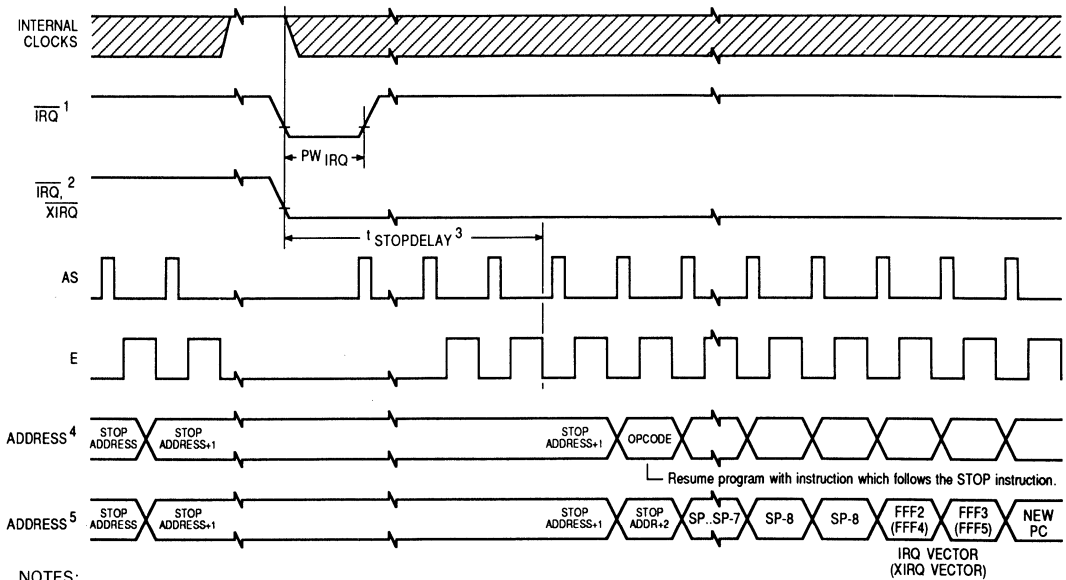 INTERNAL
CLOCKS
IRQ 1
PW IRQ
IRQ, 2
XIRQ
t STOPDELAY 3
AS
E
ADDRESS 4
STOP
ADDRESS
STOP
ADDRESS+1
STOP
ADDRESS+1
OPCODE
Resume program with instruction which follows the STOP instruction.
ADDRESS 5
STOP
ADDRESS
STOP
ADDRESS+1
STOP
ADDRESS+1
STOP
ADDR+2
SP..SP-7
SP-8
SP-8
FFF2
(FFF4)
FFF3
(FFF5)
NEW
PC
IRQ VECTOR
(XIRQ VECTOR)
NOTES: